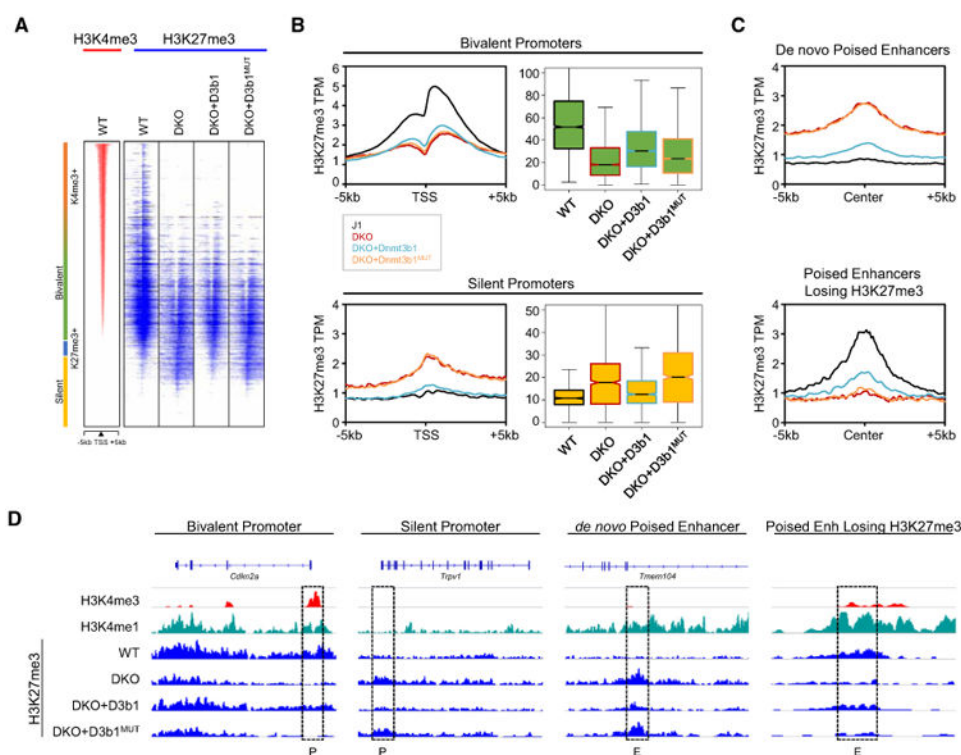 A
H3K4me3 H3K27me3
WT
WT
DKO
DKO+D3b1
DKO+D3b1MUT
K4me3+
Bivalent
K27me3+
Silent
-5kb TSS +5kb
B
Bivalent Promoters
H3K27me3 TPM
6
5
4
3
2
1
0
-5kb TSS +5kb
100
80
60
40
20
0
WT
DKO
DKO+D3b1
DKO+D3b1MUT
J1
DKO
DKO+Dnmt3b1
DKO+Dnmt3b1MUT
Silent Promoters
H3K27me3 TPM
4
3
2
1
0
-5kb TSS +5kb
50
40
30
20
10
0
WT
DKO
DKO+D3b1
DKO+D3b1MUT
C
De novo Poised Enhancers
H3K27me3 TPM
4
3
2
1
0
-5kb Center +5kb
Poised Enhancers
Losing H3K27me3
H3K27me3 TPM
4
3
2
1
0
-5kb Center +5kb
D
Bivalent Promoter Silent Promoter de novo Poised Enhancer Poised Enh Losing H3K27me3
Cdkn2a Trpv1 Tmem104
H3K4me3
H3K4me1
H3K27me3
WT
DKO
DKO+D3b1
DKO+D3b1MUT
P P E E